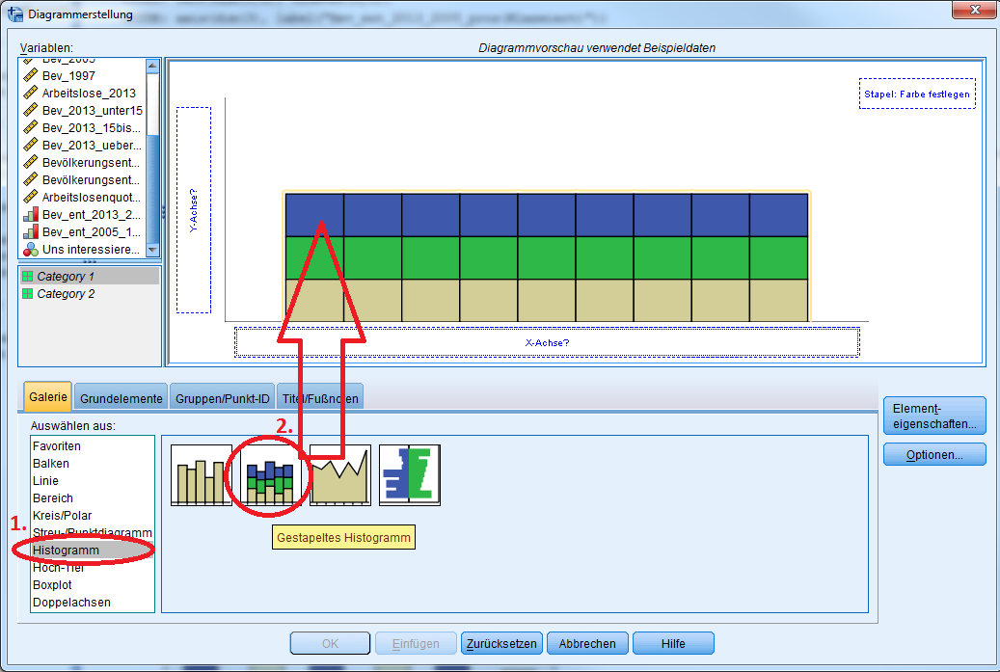 Diagrammerstellung
Variablen:
Diagrammvorschau verwendet Beispieldaten
Bev_2005
Bev_1997
Arbeitslose_2013
Bev_2013_unter15
Bev_2013_15bis...
Bev_2013_ueber...
Bevölkerungsent...
Bevölkerungsent...
Arbeitslosenquot...
Bev_ent_2013_2...
Bev_ent_2005_1...
Uns interessiere...
Category 1
Category 2
Stapel: Farbe festlegen
Y-Achse?
X-Achse?
Galerie
Grundelemente
Gruppen/Punkt-ID
Titel/Fußnoten
Element-
eigenschaften...
Optionen...
Auswählen aus:
Favoriten
Balken
Linie
Bereich
Kreis/Polar
Streu-/Punktdiagramm
Histogramm
Hoch-Tief
Boxplot
Doppelachsen
1.
2.
Gestapeltes Histogramm
OK
Einfügen
Zurücksetzen
Abbrechen
Hilfe